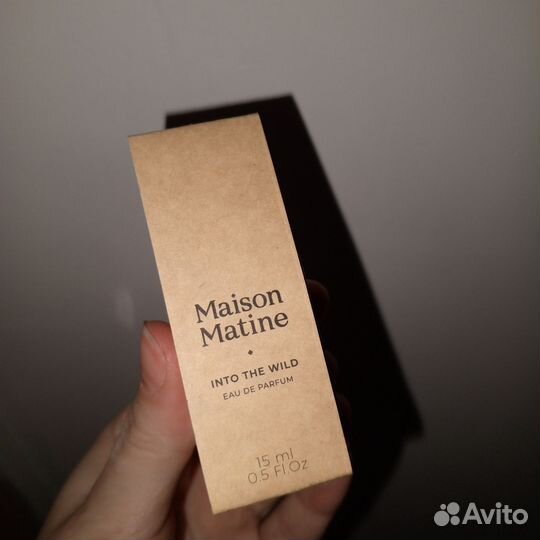 Maison
Matine
INTO THE WILD
EAU DE PARFUM
15 ml
0.5 Fl Oz
Avito